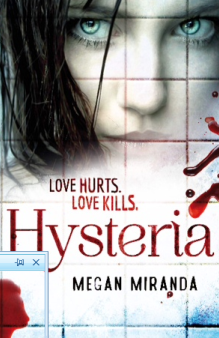 LOVE HURTS.
LOVE KILLS.
Hysteria
MEGAN MIRANDA